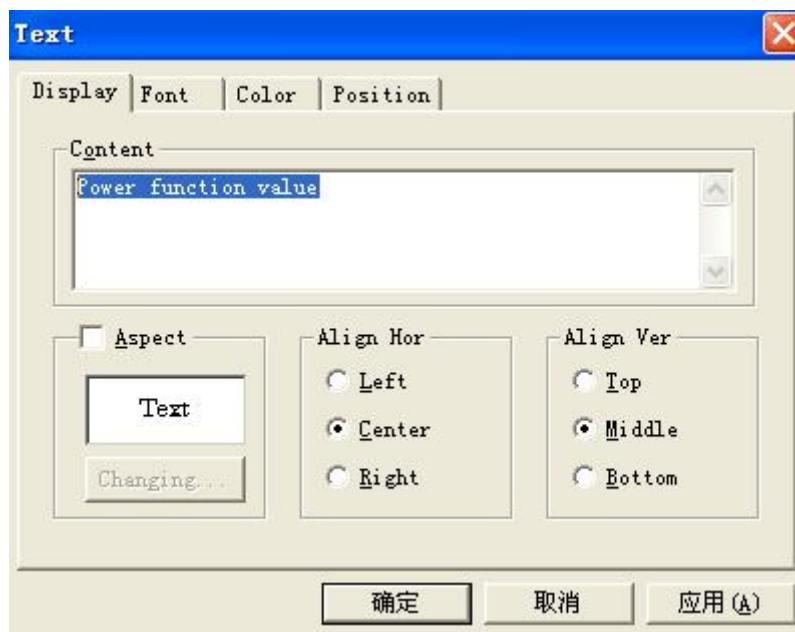 Text
Display Font Color Position
Content
Power function value
Aspect Align Hor Align Ver
Left Top
Text Center Middle
Changing... Right Bottom
确定 取消 应用(A)